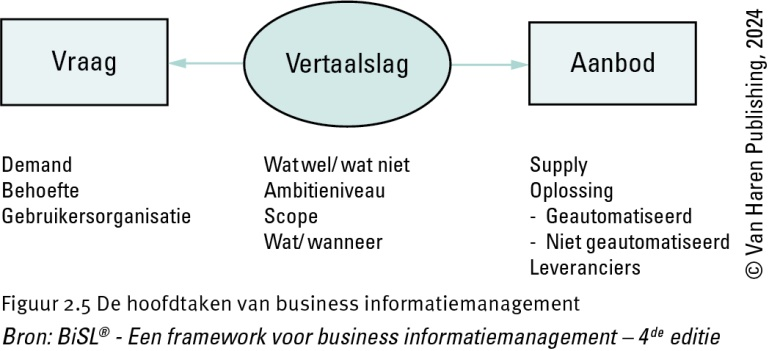 Vraag
Vertaalslag
Aanbod
Demand
Behoefte
Gebruikersorganisatie
Wat wel/ wat niet
Ambitieniveau
Scope
Wat/ wanneer
Supply
Oplossing
- Geautomatiseerd
- Niet geautomatiseerd
Leveranciers
© Van Haren Publishing, 2024
Figuur 2.5 De hoofdtaken van business informatiemanagement
Bron: BiSL® - Een framework voor business informatiemanagement – 4de editie